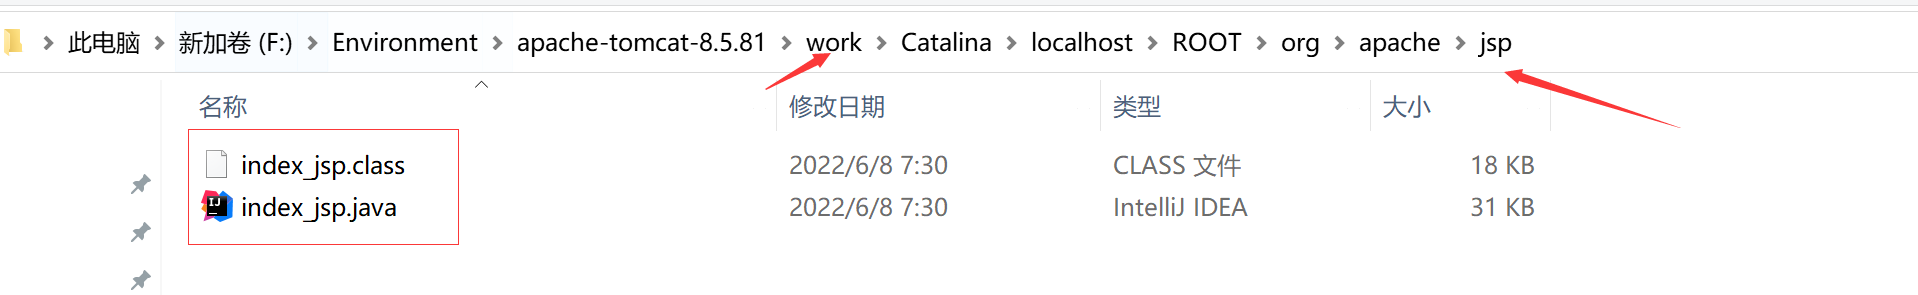 此电脑 > 新加卷 (F:) > Environment > apache-tomcat-8.5.81 > work > Catalina > localhost > ROOT > org > apache > jsp
名称 修改日期 类型 大小
index_jsp.class 2022/6/8 7:30 CLASS 文件 18 KB
index_jsp.java 2022/6/8 7:30 IntelliJ IDEA 31 KB